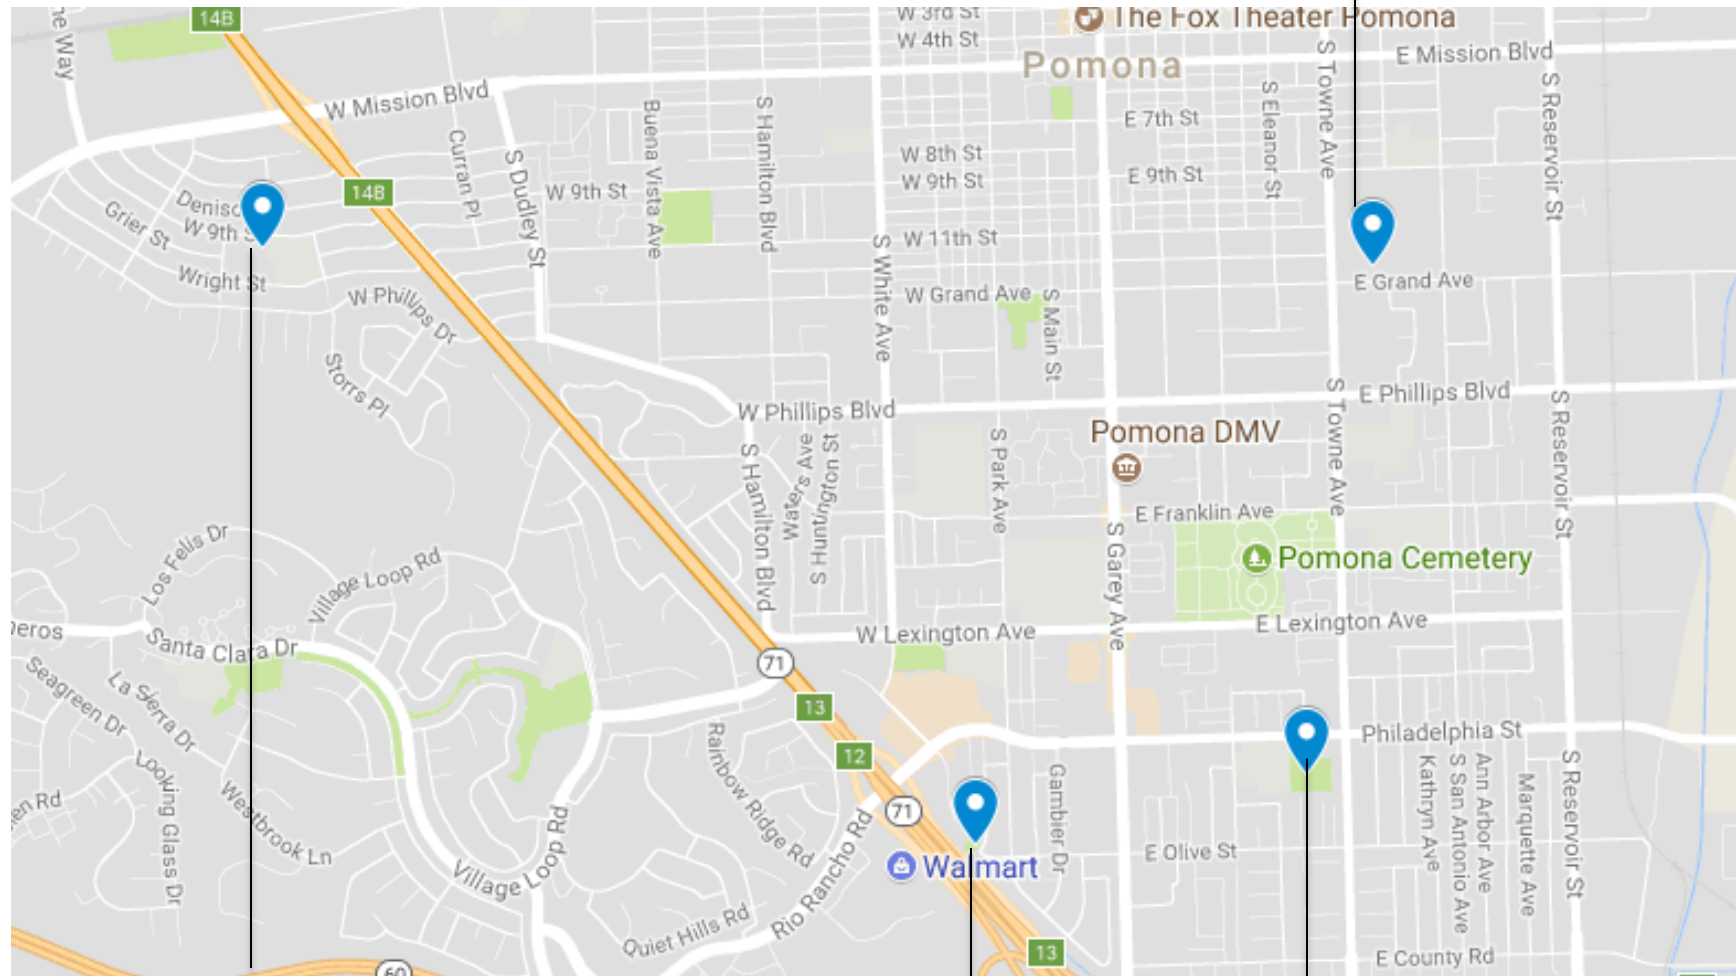 14B
W 3rd St
W 4th St
The Fox Theater Pomona
Pomona
E Mission Blvd
ne Way
W Mission Blvd
S Towne Ave
S Reservoir St
Buena Vista Ave
S Hamilton Blvd
S Eleanor St
E 7th St
Curran Pl
S Dudley St
W 8th St
W 9th St
E 9th St
14B
W 9th St
Grier St
W 9th S
S White Ave
W 11th St
Wright St
W Phillips Dr
W Grand Ave
S Main St
E Grand Ave
Storrs Pl
W Phillips Blvd
E Phillips Blvd
S Towne Ave
S Reservoir St
Pomona DMV
S Park Ave
S Hamilton Blvd
Waters Ave
S Huntington St
E Franklin Ave
S Garey Ave
Pomona Cemetery
Los Felis Dr
Village Loop Rd
W Lexington Ave
E Lexington Ave
deros
Santa Clara Dr
71
13
Seagreen Dr
La Sierra Dr
Looking Glass Dr
Rainbow Ridge Rd
12
Philadelphia St
Kathryn Ave
S San Antonio Ave
Ann Arbor Ave
Marquette Ave
S Reservoir St
en Rd
Westbrook Ln
71
Gambier Dr
Walmart
E Olive St
Village Loop Rd
Quiet Hills Rd
Rio Rancho Rd
13
E County Rd
60